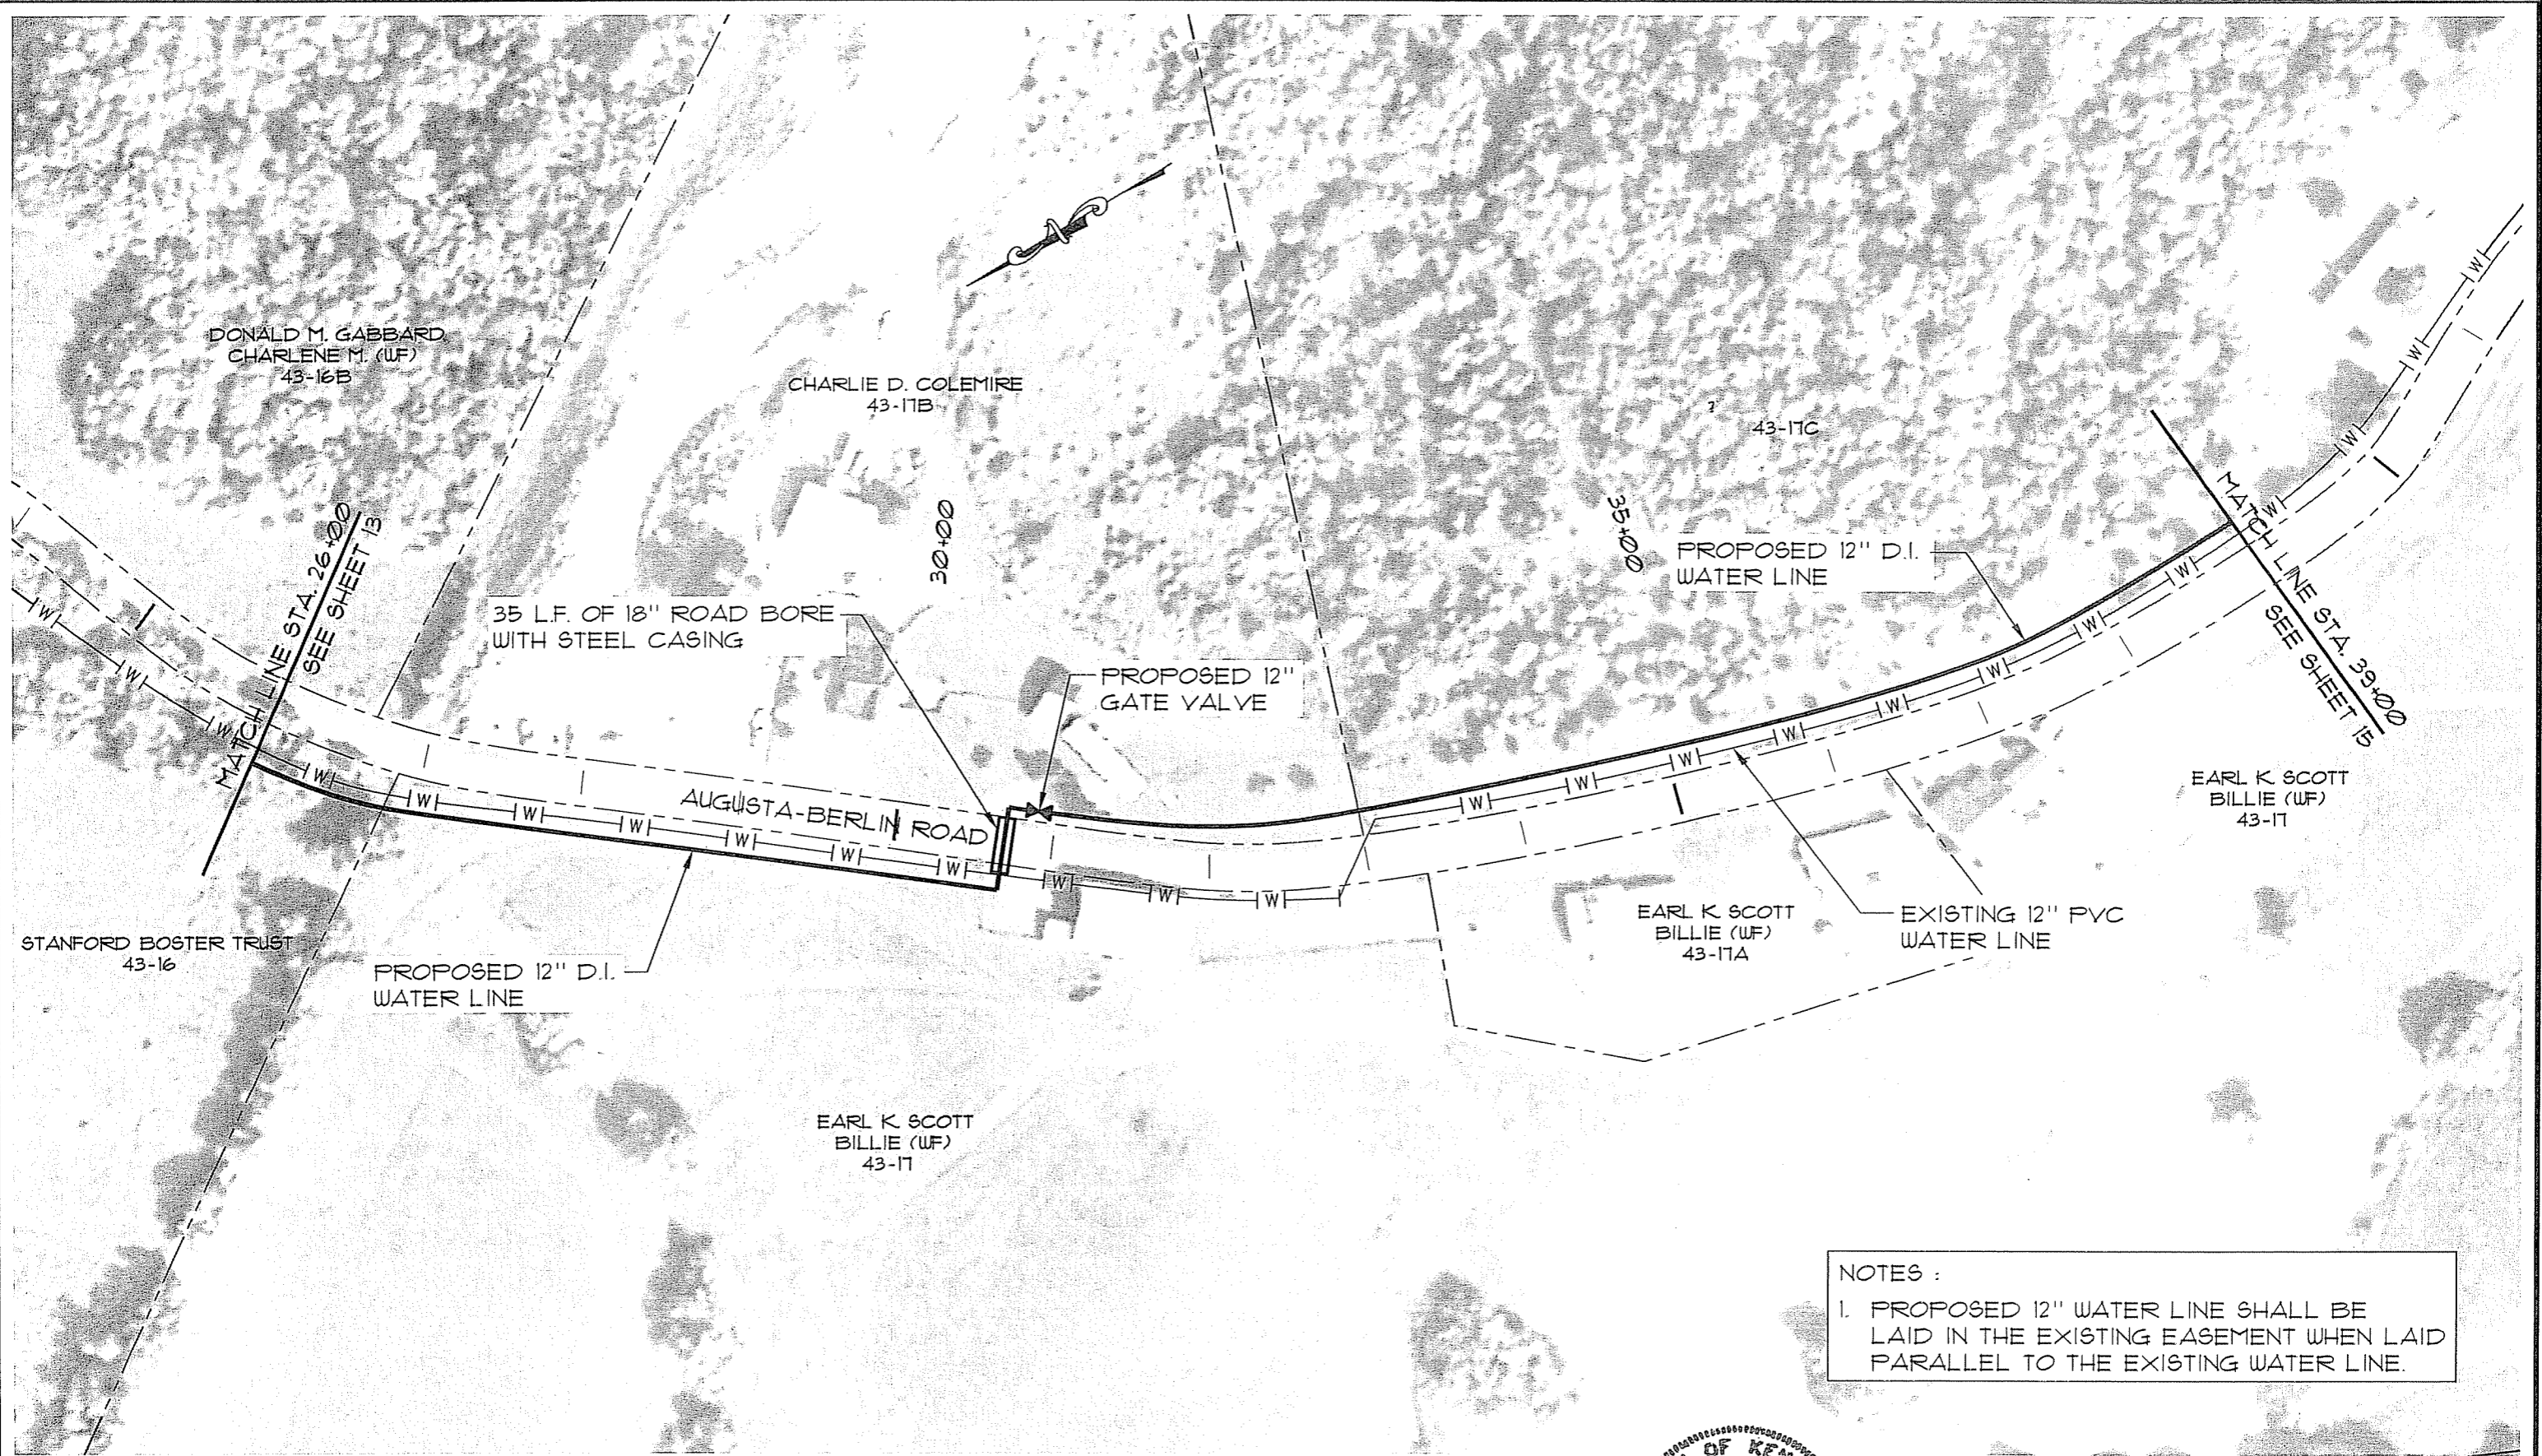 DONALD M. GABBARD
CHARLENE M. (WF)
43-16B
CHARLIE D. COLEMIRE
43-17B
?
43-17C
MATCH LINE STA. 26+00
SEE SHEET 13
30+00
35+00
35 L.F. OF 18" ROAD BORE
WITH STEEL CASING
PROPOSED 12"
GATE VALVE
PROPOSED 12" D.I.
WATER LINE
MATCH LINE STA. 39+00
SEE SHEET 15
AUGUSTA-BERLIN ROAD
W W W W W W W W W W W W W W W W W W W W W W W W W W
EARL K. SCOTT
BILLIE (WF)
43-17
STANFORD BOSTER TRUST
43-16
PROPOSED 12" D.I.
WATER LINE
EARL K. SCOTT
BILLIE (WF)
43-17A
EXISTING 12" PVC
WATER LINE
EARL K. SCOTT
BILLIE (WF)
43-17
NOTES :
1. PROPOSED 12" WATER LINE SHALL BE
LAID IN THE EXISTING EASEMENT WHEN LAID
PARALLEL TO THE EXISTING WATER LINE.
OF